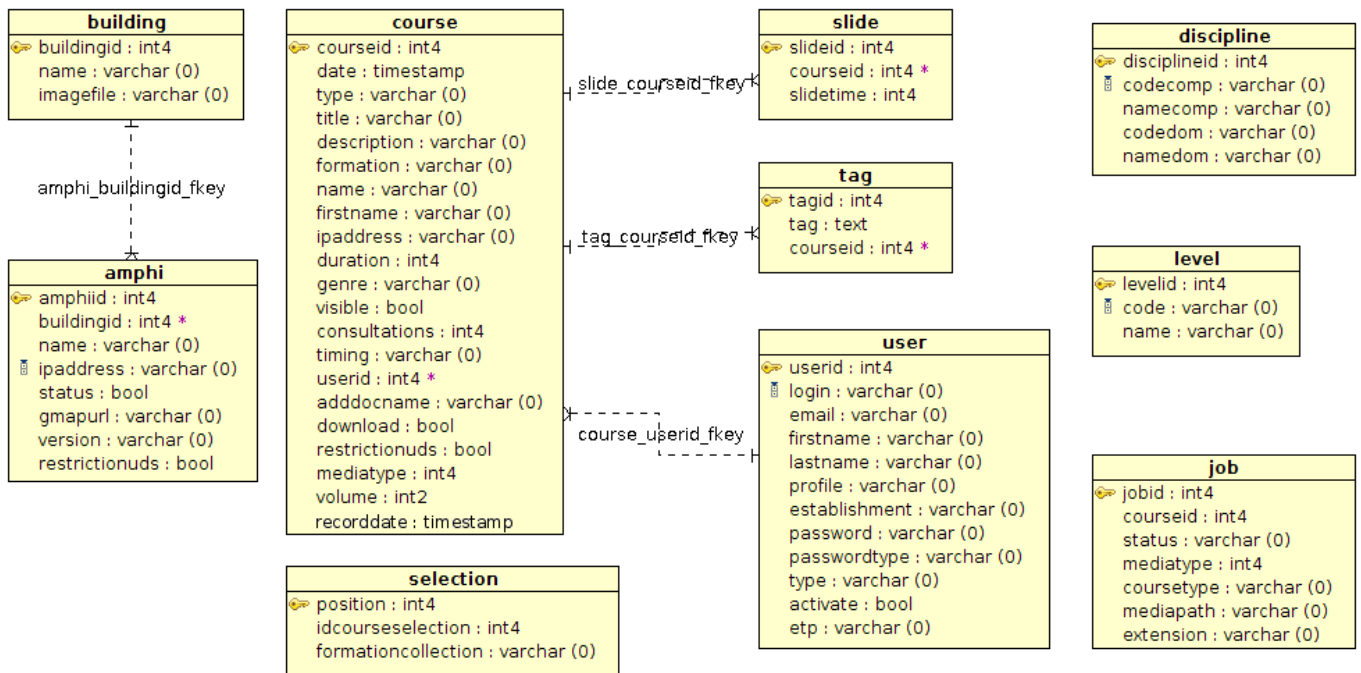 building
buildingid : int4
name : varchar (0)
imagefile : varchar (0)
amphi_buildingid_fkey
amphi
amphiid : int4
buildingid : int4 *
name : varchar (0)
ipaddress : varchar (0)
status : bool
gmapurl : varchar (0)
version : varchar (0)
restrictionuds : bool
course
courseid : int4
date : timestamp
type : varchar (0)
title : varchar (0)
description : varchar (0)
formation : varchar (0)
name : varchar (0)
firstname : varchar (0)
ipaddress : varchar (0)
duration : int4
genre : varchar (0)
visible : bool
consultations : int4
timing : varchar (0)
userid : int4 *
adddocname : varchar (0)
download : bool
restrictionuds : bool
mediatype : int4
volume : int2
recorddate : timestamp
selection
position : int4
idcourseselection : int4
formationcollection : varchar (0)
slide_courseid_fkey
tag_courseid_fkey
course_userid_fkey
slide
slideid : int4
courseid : int4 *
slidetime : int4
tag
tagid : int4
tag : text
courseid : int4 *
user
userid : int4
login : varchar (0)
email : varchar (0)
firstname : varchar (0)
lastname : varchar (0)
profile : varchar (0)
establishment : varchar (0)
password : varchar (0)
passwordtype : varchar (0)
type : varchar (0)
activate : bool
etp : varchar (0)
discipline
disciplineid : int4
codecomp : varchar (0)
namecomp : varchar (0)
codedom : varchar (0)
namedom : varchar (0)
level
levelid : int4
code : varchar (0)
name : varchar (0)
job
jobid : int4
courseid : int4
status : varchar (0)
mediatype : int4
coursetype : varchar (0)
mediapath : varchar (0)
extension : varchar (0)